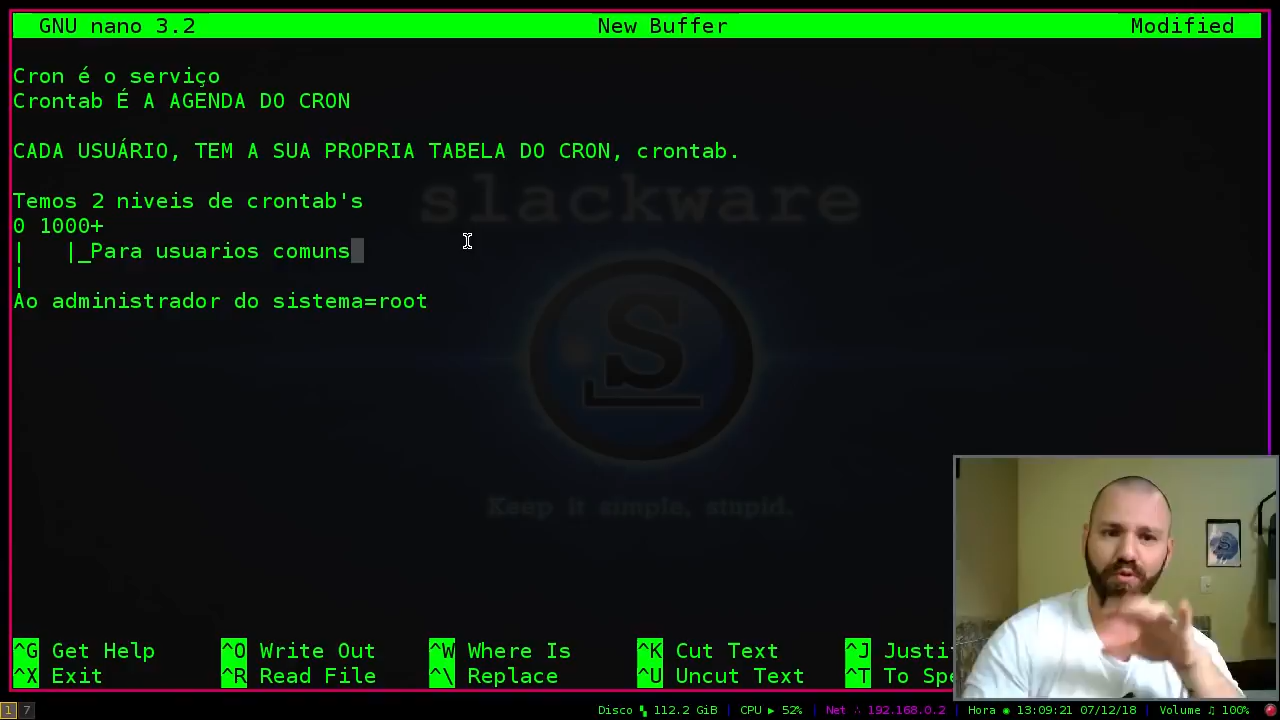 GNU nano 3.2 New Buffer Modified
Cron é o serviço
Crontab É A AGENDA DO CRON
CADA USUÁRIO, TEM A SUA PROPRIA TABELA DO CRON, crontab.
Temos 2 niveis de crontab's
0 1000+
| |_Para usuarios comuns
|
Ao administrador do sistema=root
slackware
S
Keep it simple, stupid.
^G Get Help ^O Write Out ^W Where Is ^K Cut Text ^J Justi
^X Exit ^R Read File ^\ Replace ^U Uncut Text ^T To Spe
1 7 Disco 112.2 GiB | CPU ▶ 52% | Net ∴ 192.168.0.2 | Hora ◉ 13:09:21 07/12/18 | Volume ♫ 100%